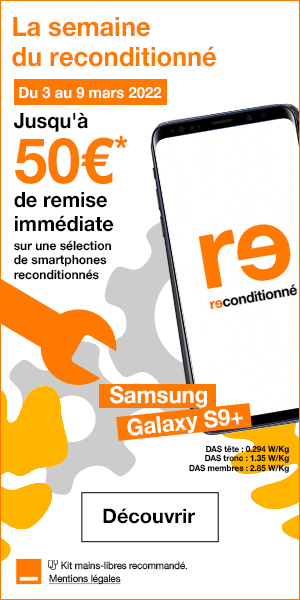 La semaine
du reconditionné
Du 3 au 9 mars 2022
Jusqu'à
50€*
de remise
immédiate
sur une sélection
de smartphones
reconditionnés
re
reconditionné
Samsung
Galaxy S9+
DAS tête : 0.294 W/Kg
DAS tronc : 1.35 W/Kg
DAS membres : 2.85 W/Kg
Découvrir
Kit mains-libres recommandé.
Mentions légales